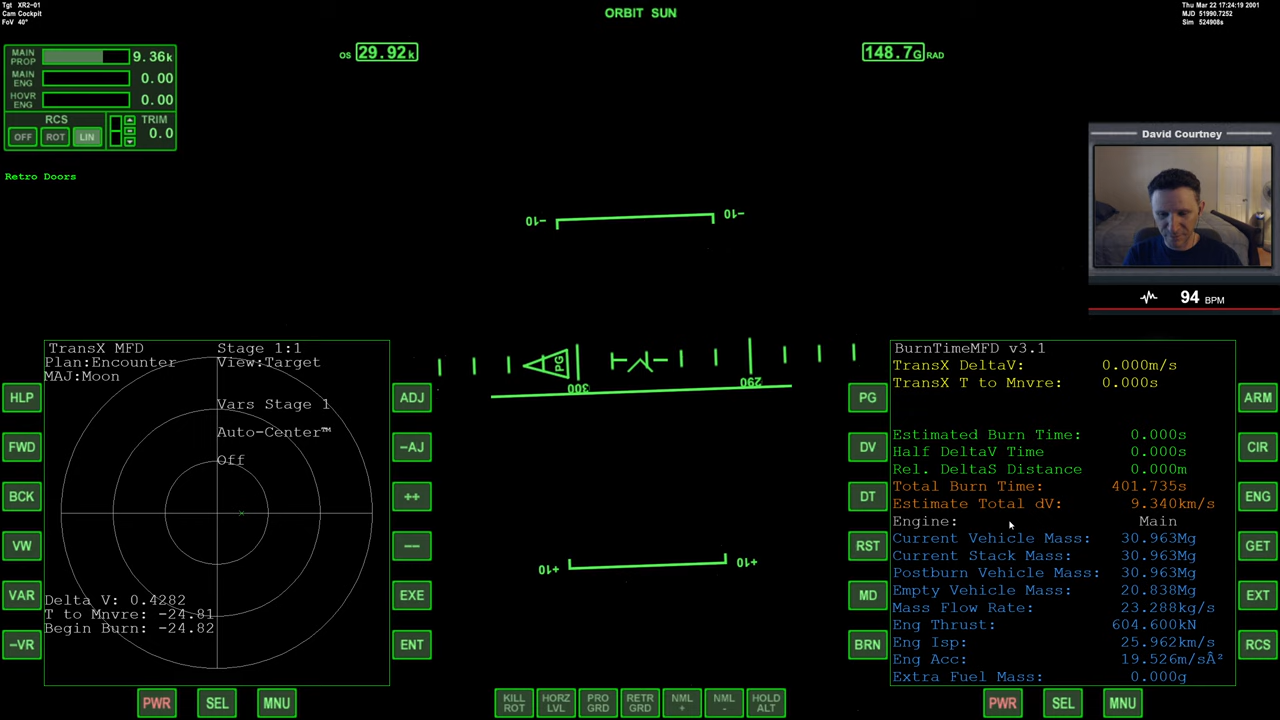 Tgt XR2-01
Cam Cockpit
FoV 40°
ORBIT SUN
Thu Mar 22 17:24:19 2001
MJD 51990.7252
Sim 524908s
MAIN PROP 9.36k
MAIN ENG 0.00
HOVR ENG 0.00
RCS TRIM
OFF ROT LIN 0.0
OS 29.92k
148.7G RAD
Retro Doors
David Courtney
94 BPM
-10 -10
PG
300 290
+10 +10
TransX MFD Stage 1:1
Plan:Encounter View:Target
MAJ:Moon
Vars Stage 1
Auto-Center™
Off
Delta V: 0.4282
T to Mnvre: -24.81
Begin Burn: -24.82
HLP
FWD
BCK
VW
VAR
-VR
ADJ
-AJ
++
--
EXE
ENT
PWR SEL MNU
KILL ROT
HORZ LVL
PRO GRD
RETR GRD
NML +
NML -
HOLD ALT
BurnTimeMFD v3.1
TransX DeltaV: 0.000m/s
TransX T to Mnvre: 0.000s
Estimated Burn Time: 0.000s
Half DeltaV Time 0.000s
Rel. DeltaS Distance 0.000m
Total Burn Time: 401.735s
Estimate Total dV: 9.340km/s
Engine: Main
Current Vehicle Mass: 30.963Mg
Current Stack Mass: 30.963Mg
Postburn Vehicle Mass: 30.963Mg
Empty Vehicle Mass: 20.838Mg
Mass Flow Rate: 23.288kg/s
Eng Thrust: 604.600kN
Eng Isp: 25.962km/s
Eng Acc: 19.526m/sÂ²
Extra Fuel Mass: 0.000g
PG
DV
DT
RST
MD
BRN
ARM
CIR
ENG
GET
EXT
RCS
PWR SEL MNU